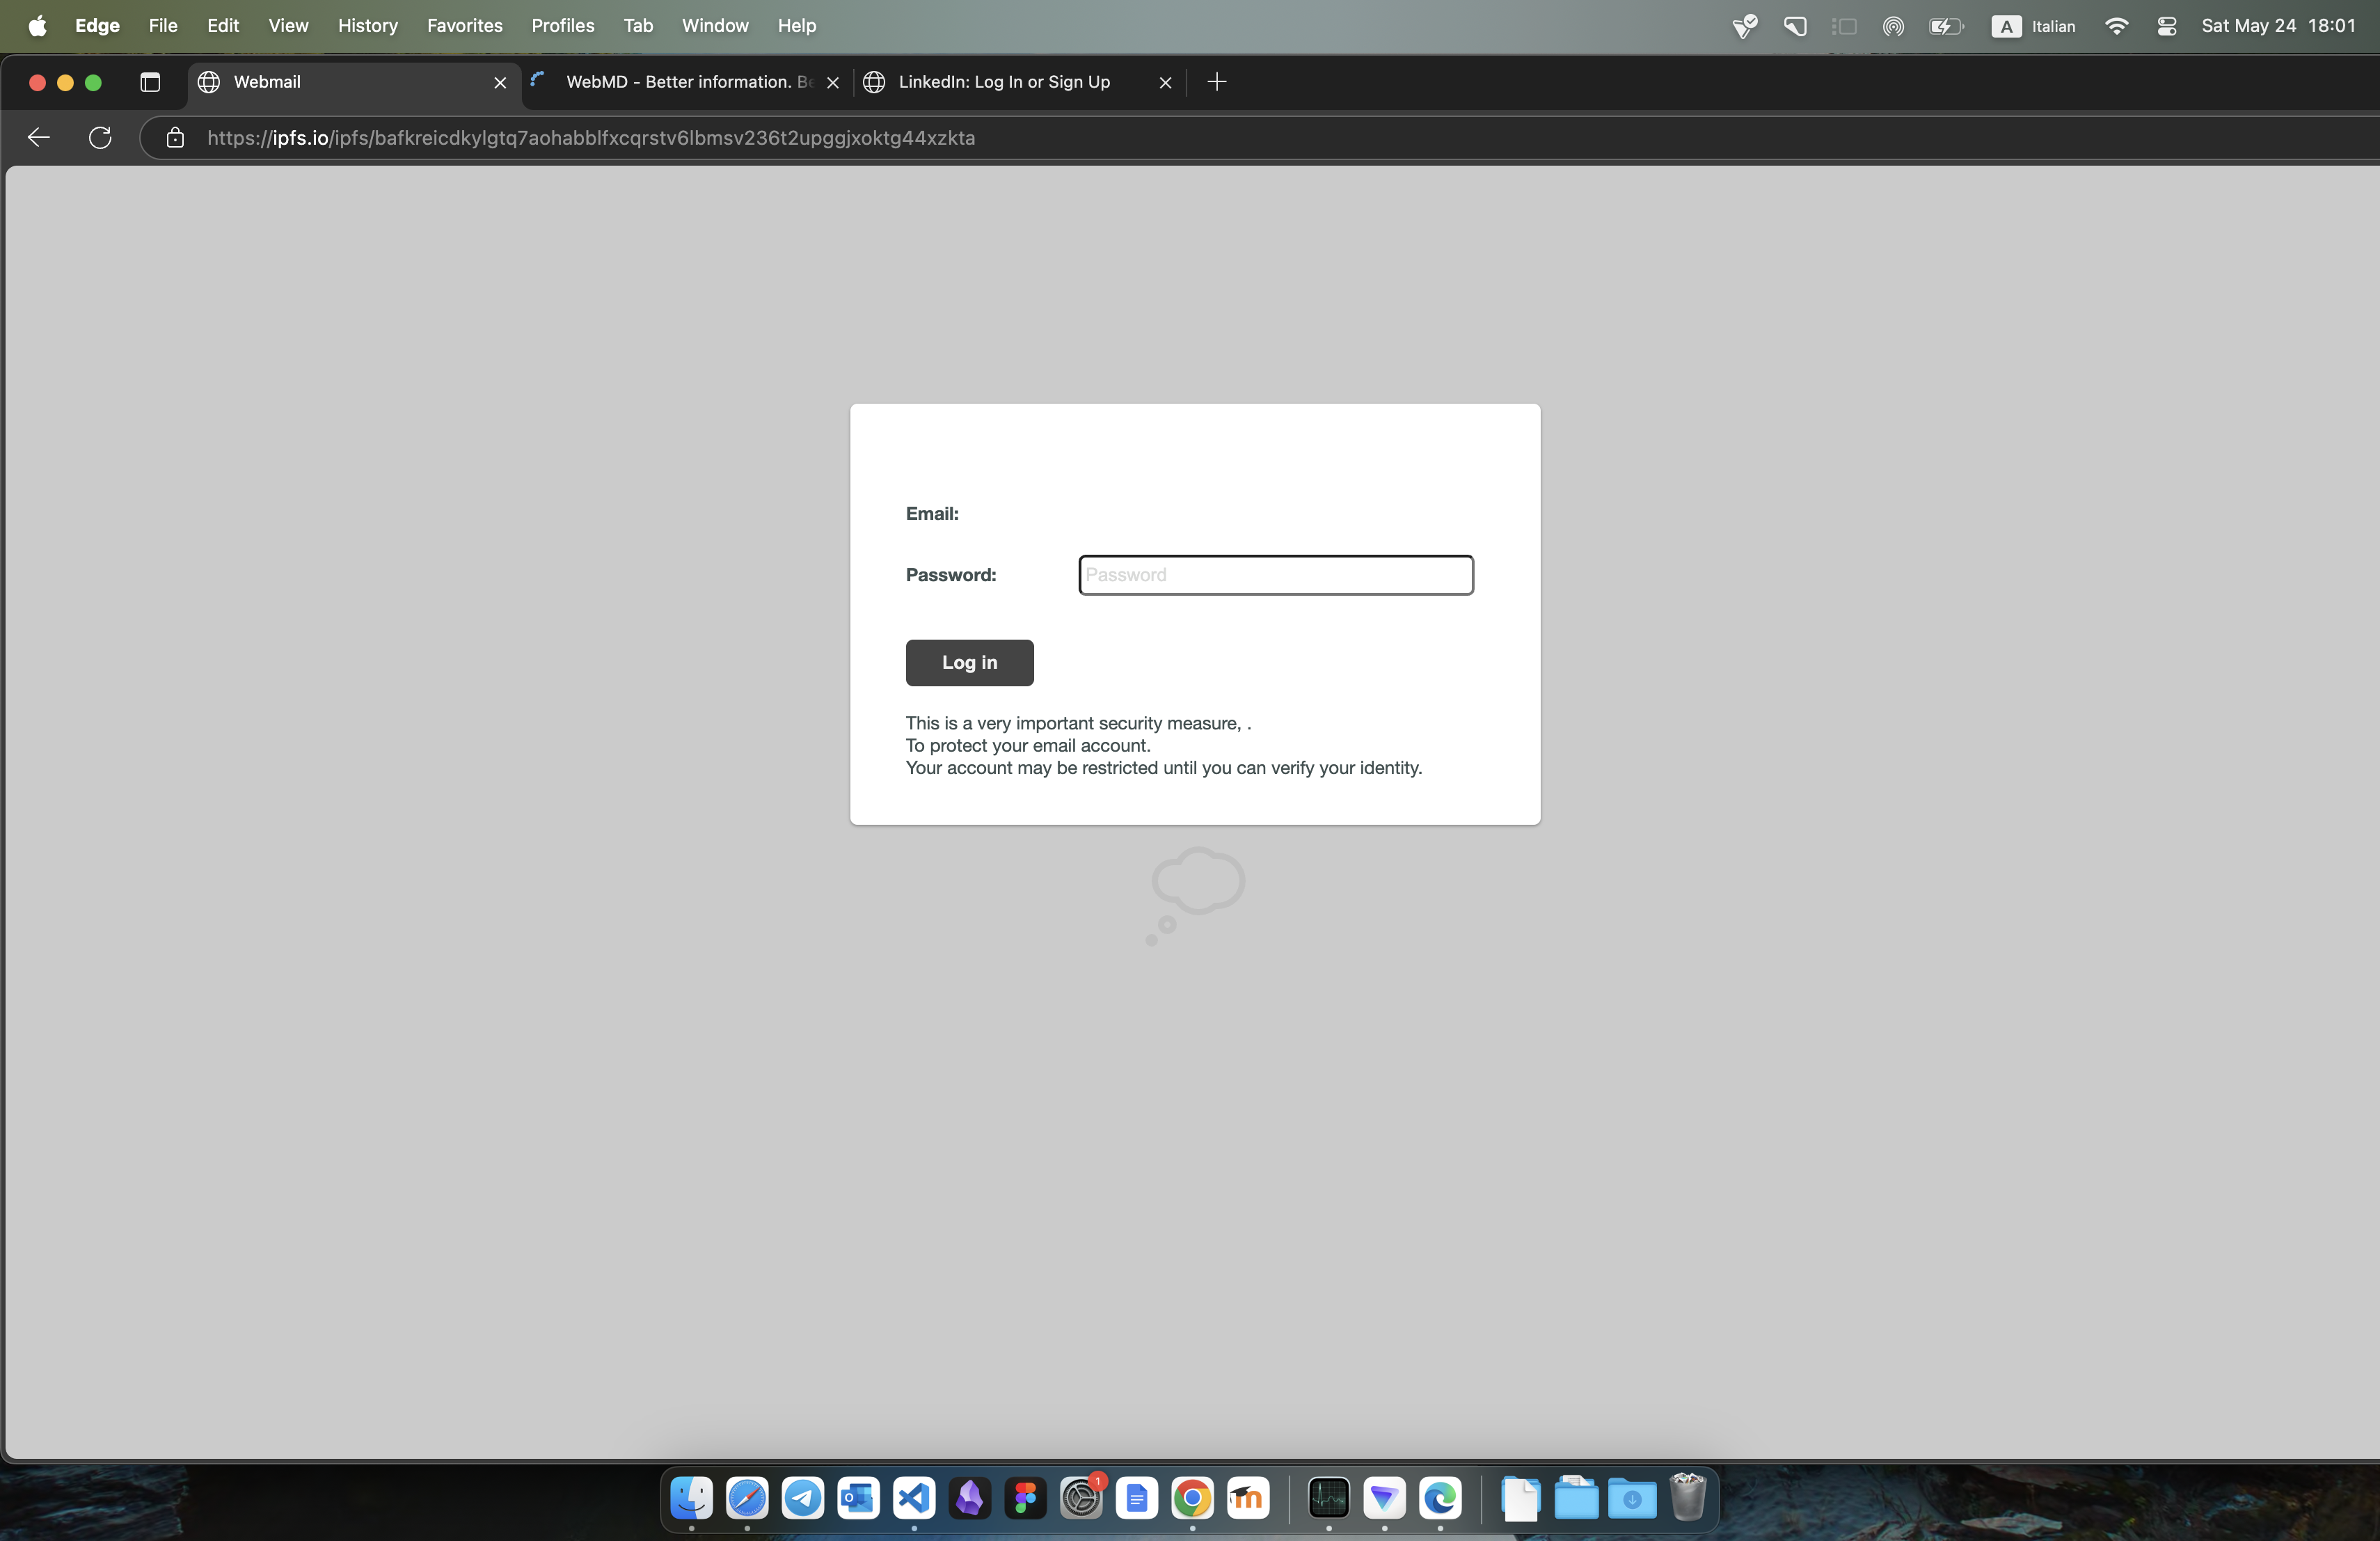 Edge File Edit View History Favorites Profiles Tab Window Help A Italian Sat May 24 18:01
Webmail WebMD - Better information. Be LinkedIn: Log In or Sign Up
https://ipfs.io/ipfs/bafkreicdkylgtq7aohabblfxcqrstv6lbmsv236t2upggjxoktg44xzkta
Email:
Password: Password
Log in
This is a very important security measure, .
To protect your email account.
Your account may be restricted until you can verify your identity.
1